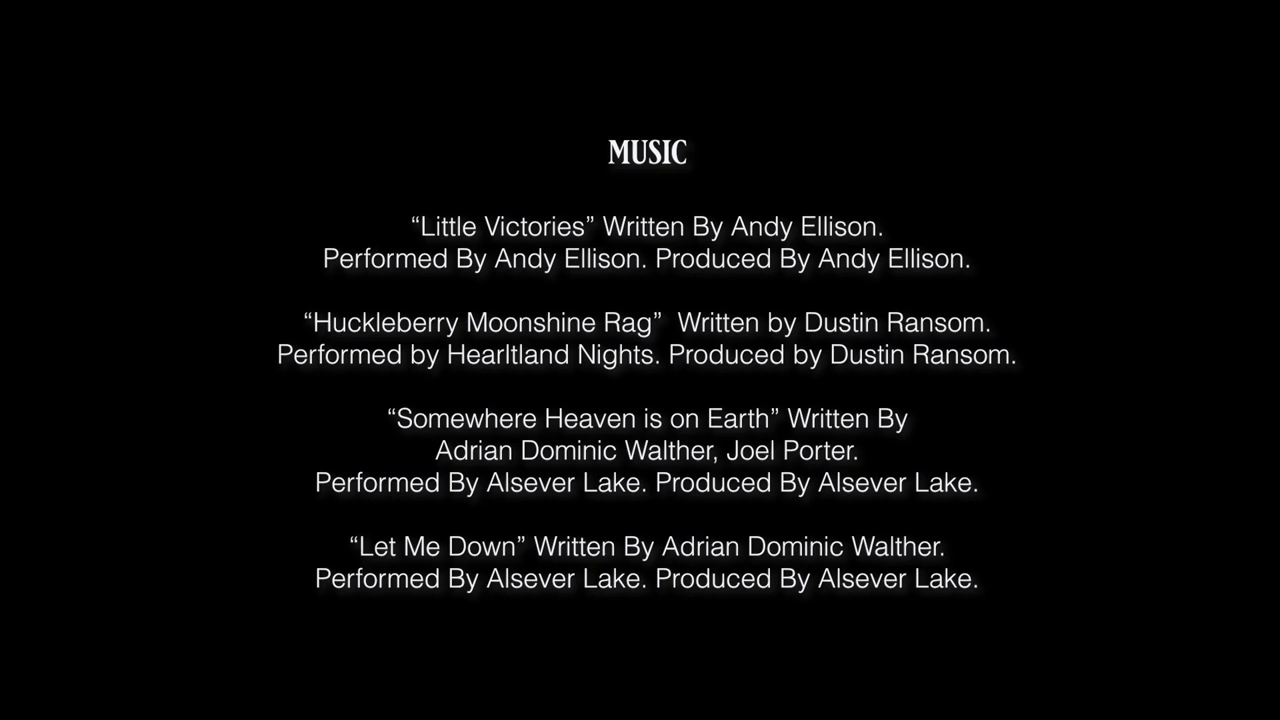 MUSIC
“Little Victories” Written By Andy Ellison.
Performed By Andy Ellison. Produced By Andy Ellison.
“Huckleberry Moonshine Rag”  Written by Dustin Ransom.
Performed by Hearltland Nights. Produced by Dustin Ransom.
“Somewhere Heaven is on Earth” Written By
Adrian Dominic Walther, Joel Porter.
Performed By Alsever Lake. Produced By Alsever Lake.
“Let Me Down” Written By Adrian Dominic Walther.
Performed By Alsever Lake. Produced By Alsever Lake.